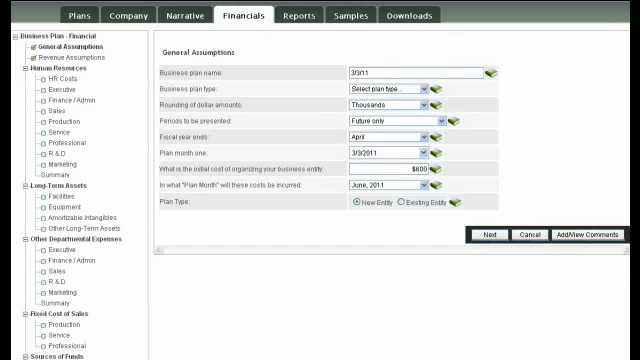 Plans Company Narrative Financials Reports Samples Downloads
Business Plan - Financial
General Assumptions
Revenue Assumptions
Human Resources
HR Costs
Executive
Finance / Admin
Sales
Production
Service
Professional
R & D
Marketing
Summary
Long-Term Assets
Facilities
Equipment
Amortizable Intangibles
Other Long-Term Assets
Other Departmental Expenses
Executive
Finance / Admin
Sales
R & D
Marketing
Summary
Fixed Cost of Sales
Production
Service
Professional
Sources of Funds
General Assumptions
Business plan name: 3/3/11
Business plan type: Select plan type...
Rounding of dollar amounts: Thousands
Periods to be presented: Future only
Fiscal year ends: April
Plan month one: 3/3/2011
What is the initial cost of organizing your business entity: $600
In what "Plan Month" will these costs be incurred: June, 2011
Plan Type: New Entity Existing Entity
Next Cancel Add/View Comments